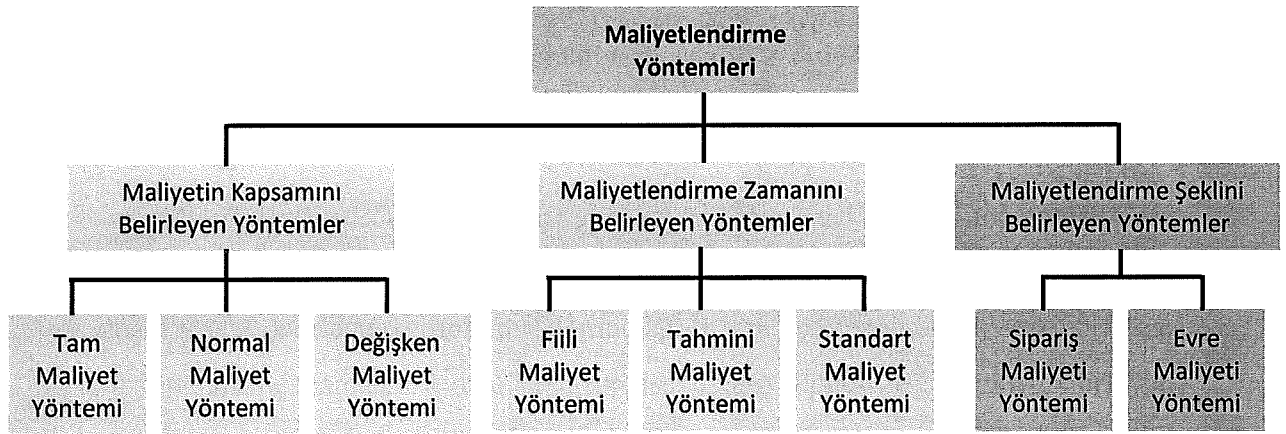 Maliyetlendirme
Yöntemleri
Maliyetin Kapsamını
Belirleyen Yöntemler
Maliyetlendirme Zamanını
Belirleyen Yöntemler
Maliyetlendirme Şeklini
Belirleyen Yöntemler
Tam
Maliyet
Yöntemi
Normal
Maliyet
Yöntemi
Değişken
Maliyet
Yöntemi
Fiili
Maliyet
Yöntemi
Tahmini
Maliyet
Yöntemi
Standart
Maliyet
Yöntemi
Sipariş
Maliyeti
Yöntemi
Evre
Maliyeti
Yöntemi